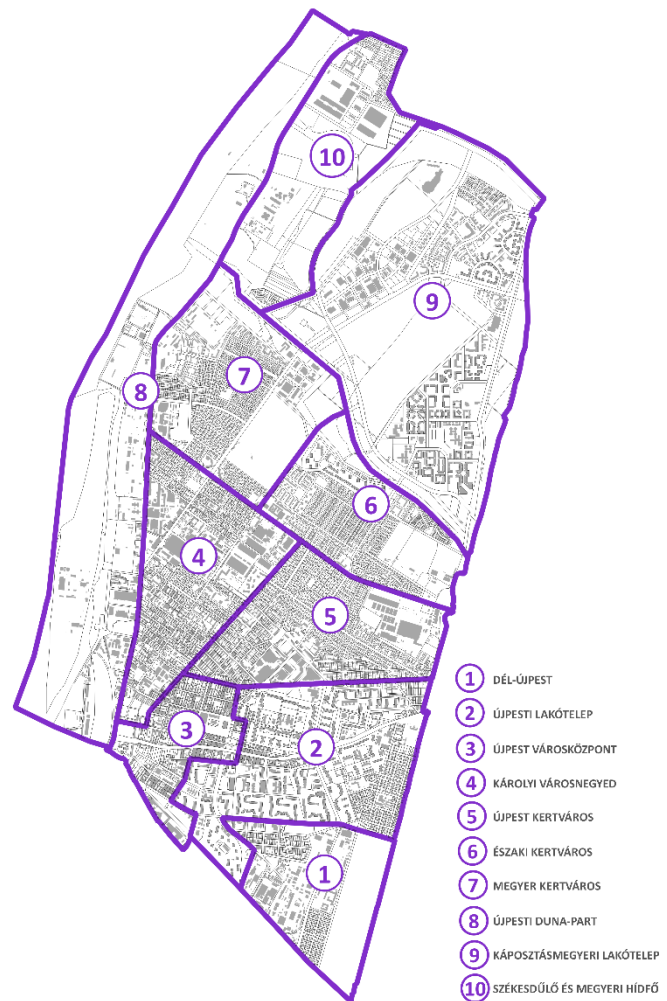 10
9
7
8
6
4
5
3
2
1
1 DÉL-ÚJPEST
2 ÚJPESTI LAKÓTELEP
3 ÚJPEST VÁROSKÖZPONT
4 KÁROLYI VÁROSNEGYED
5 ÚJPEST KERTVÁROS
6 ÉSZAKI KERTVÁROS
7 MEGYER KERTVÁROS
8 ÚJPESTI DUNA-PART
9 KÁPOSZTÁSMEGYERI LAKÓTELEP
10 SZÉKESDŰLŐ ÉS MEGYERI HÍDFŐ